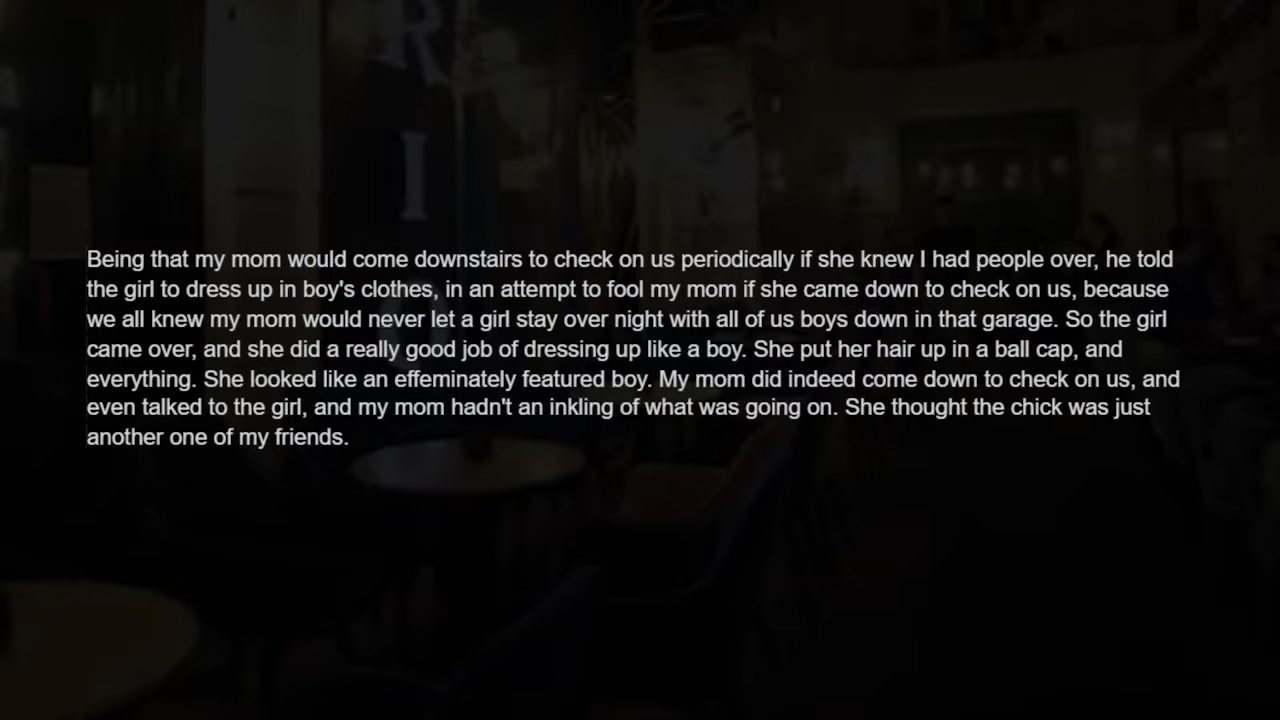 R
I
Being that my mom would come downstairs to check on us periodically if she knew I had people over, he told
the girl to dress up in boy's clothes, in an attempt to fool my mom if she came down to check on us, because
we all knew my mom would never let a girl stay over night with all of us boys down in that garage. So the girl
came over, and she did a really good job of dressing up like a boy. She put her hair up in a ball cap, and
everything. She looked like an effeminately featured boy. My mom did indeed come down to check on us, and
even talked to the girl, and my mom hadn't an inkling of what was going on. She thought the chick was just
another one of my friends.